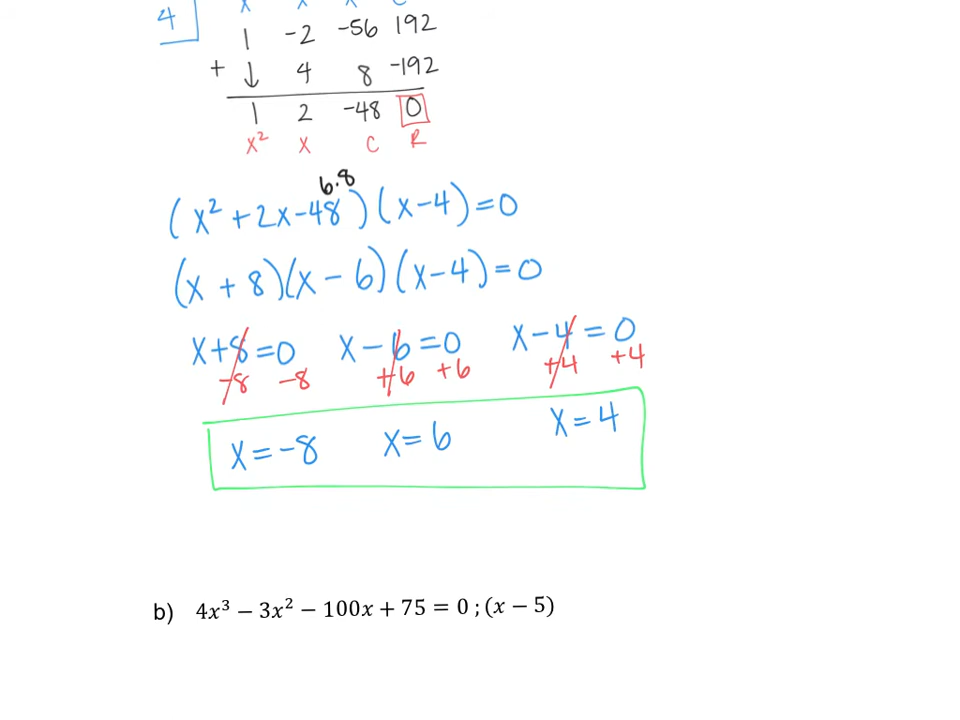 4 1 -2 -56 192
+ ↓ 4 8 -192
1 2 -48 0
x² x C R
6·8
(x² + 2x - 48)(x - 4) = 0
(x + 8)(x - 6)(x - 4) = 0
x + 8 = 0 x - 6 = 0 x - 4 = 0
-8 -8 +6 +6 +4 +4
x = -8 x = 6 x = 4
b) 4x³ − 3x² − 100x + 75 = 0 ; (x − 5)